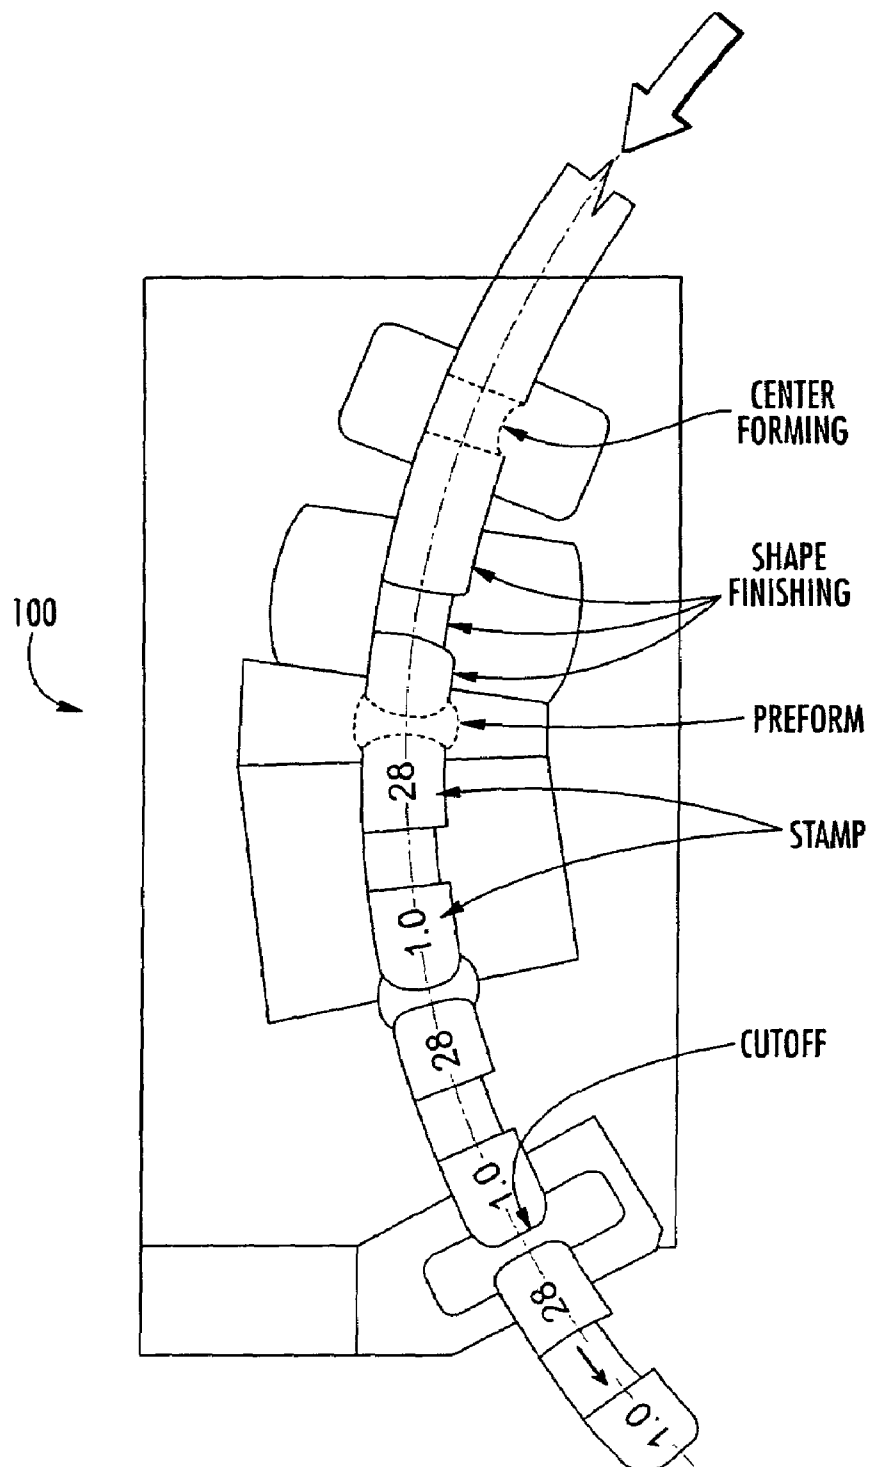 CENTER
FORMING
SHAPE
FINISHING
100
PREFORM
28
STAMP
1.0
28
CUTOFF
1.0
28
1.0